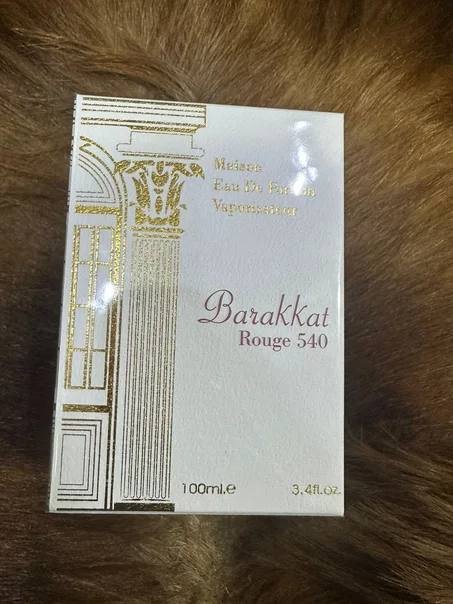 Maison
Eau De Parfum
Vaporisateur
Barakkat
Rouge 540
100ml.e
3.4fl.oz.